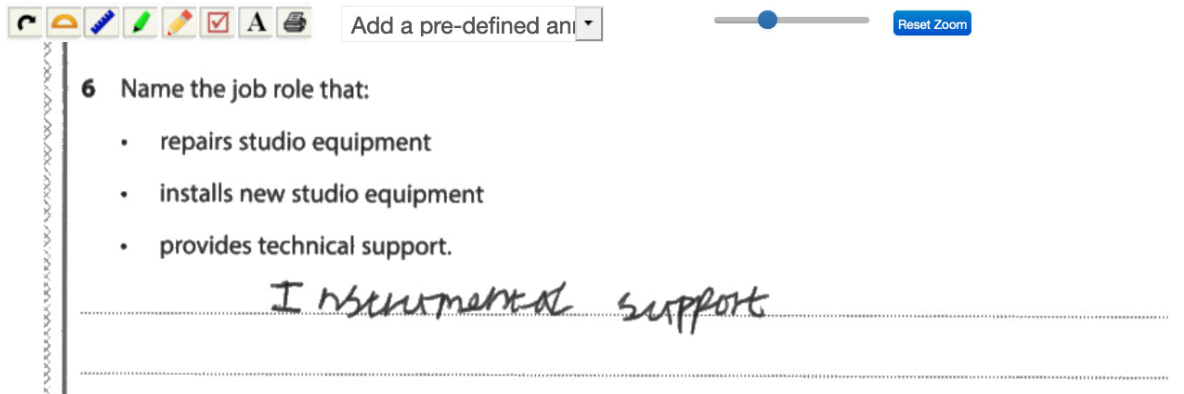 A Add a pre-defined ann Reset Zoom
6 Name the job role that:
• repairs studio equipment
• installs new studio equipment
• provides technical support.
Instrumental support